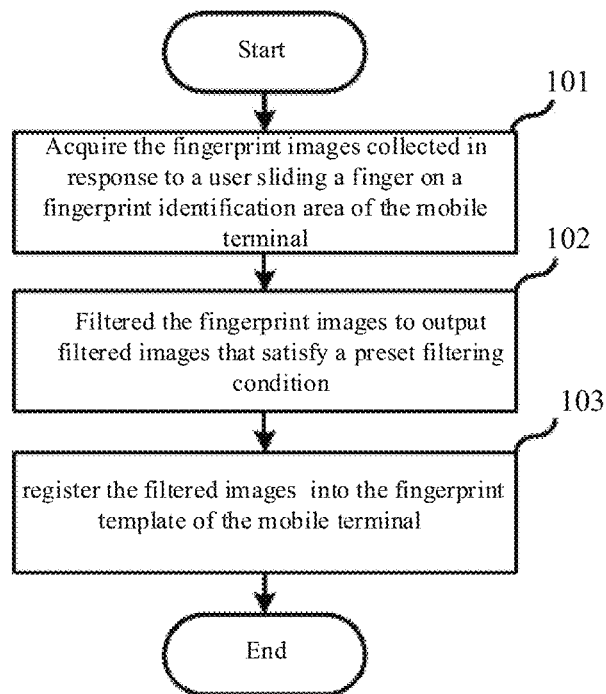 Start
101
Acquire the fingerprint images collected in
response to a user sliding a finger on a
fingerprint identification area of the mobile
terminal
102
Filtered the fingerprint images to output
filtered images that satisfy a preset filtering
condition
103
register the filtered images into the fingerprint
template of the mobile terminal
End